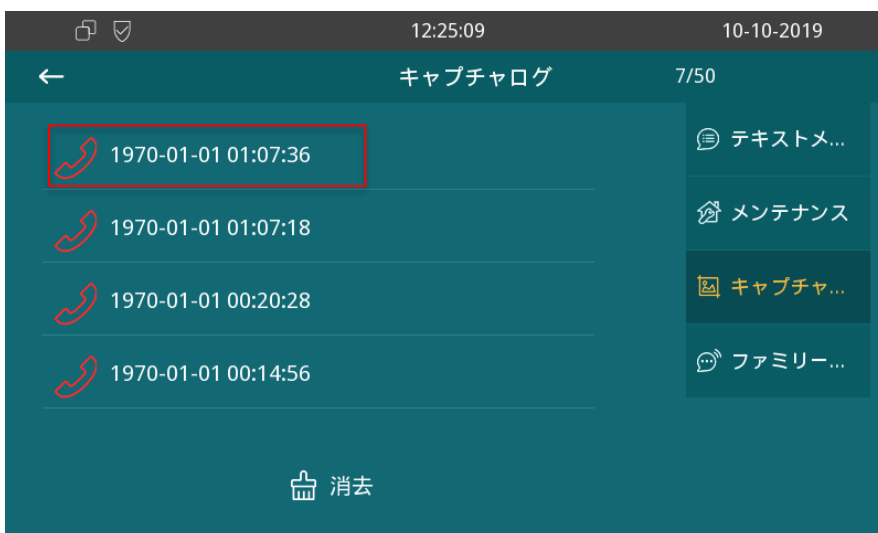 12:25:09 10-10-2019
キャプチャログ 7/50
1970-01-01 01:07:36
1970-01-01 01:07:18
1970-01-01 00:20:28
1970-01-01 00:14:56
消去
テキストメ...
メンテナンス
キャプチャ...
ファミリー...